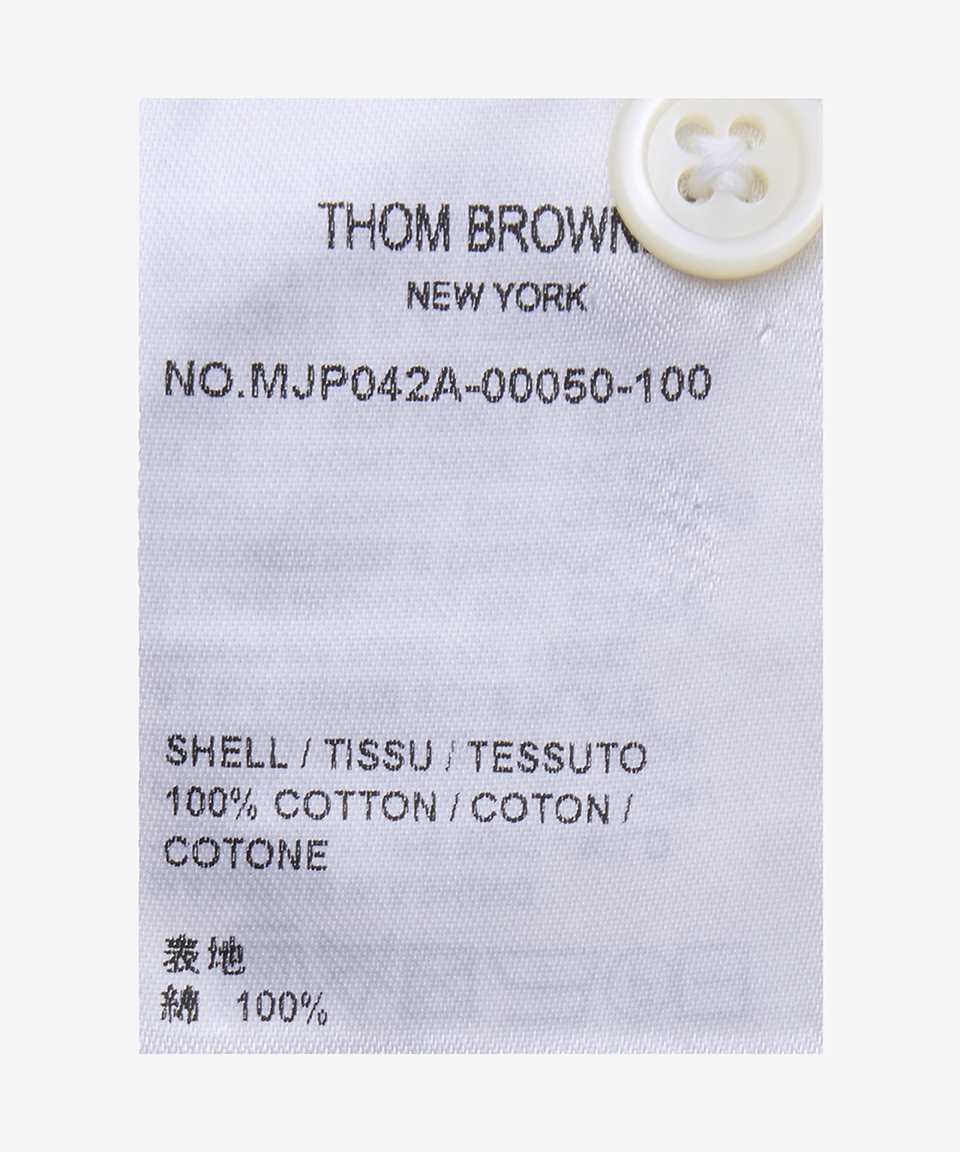 THOM BROWN
NEW YORK
NO.MJP042A-00050-100
SHELL / TISSU / TESSUTO
100% COTTON / COTON /
COTONE
表地
綿 100%